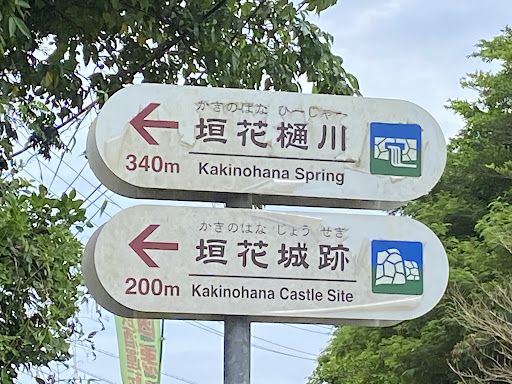 かきのはな ひーじゃー
垣花樋川
340m Kakinohana Spring
かきのはな じょう せき
垣花城跡
200m Kakinohana Castle Site